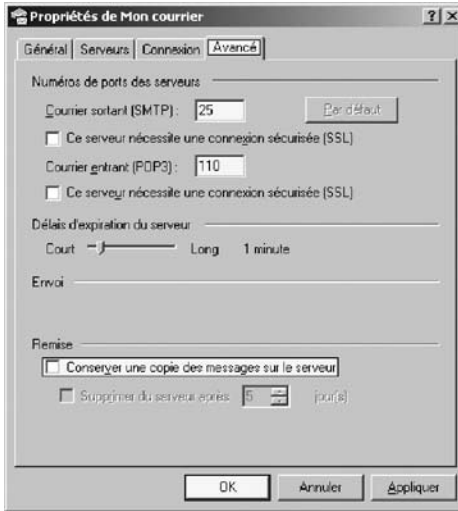 Propriétés de Mon courrier
Général Serveurs Connexion Avancé
Numéros de ports des serveurs
Courrier sortant (SMTP) : 25 Par défaut
Ce serveur nécessite une connexion sécurisée (SSL)
Courrier entrant (POP3) : 110
Ce serveur nécessite une connexion sécurisée (SSL)
Délais d'expiration du serveur
Court Long 1 minute
Envoi
Remise
Conserver une copie des messages sur le serveur
Supprimer du serveur après 5 jour(s)
OK Annuler Appliquer